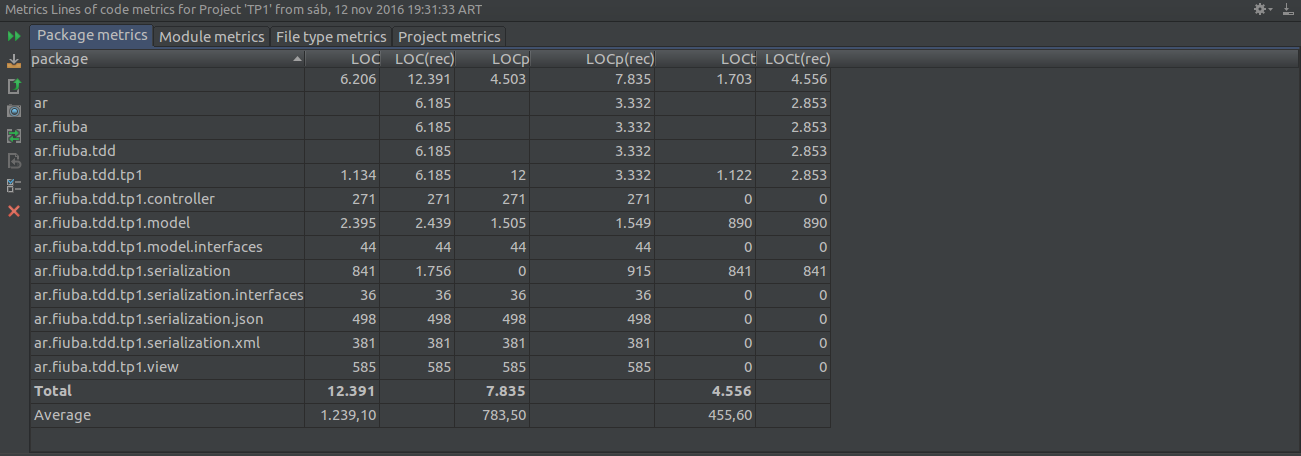 Metrics Lines of code metrics for Project 'TP1' from sáb, 12 nov 2016 19:31:33 ART
Package metrics Module metrics File type metrics Project metrics
package LOC LOC(rec) LOCp LOCp(rec) LOCt LOCt(rec)
6.206 12.391 4.503 7.835 1.703 4.556
ar 6.185 3.332 2.853
ar.fiuba 6.185 3.332 2.853
ar.fiuba.tdd 6.185 3.332 2.853
ar.fiuba.tdd.tp1 1.134 6.185 12 3.332 1.122 2.853
ar.fiuba.tdd.tp1.controller 271 271 271 271 0 0
ar.fiuba.tdd.tp1.model 2.395 2.439 1.505 1.549 890 890
ar.fiuba.tdd.tp1.model.interfaces 44 44 44 44 0 0
ar.fiuba.tdd.tp1.serialization 841 1.756 0 915 841 841
ar.fiuba.tdd.tp1.serialization.interfaces 36 36 36 36 0 0
ar.fiuba.tdd.tp1.serialization.json 498 498 498 498 0 0
ar.fiuba.tdd.tp1.serialization.xml 381 381 381 381 0 0
ar.fiuba.tdd.tp1.view 585 585 585 585 0 0
Total 12.391 7.835 4.556
Average 1.239,10 783,50 455,60